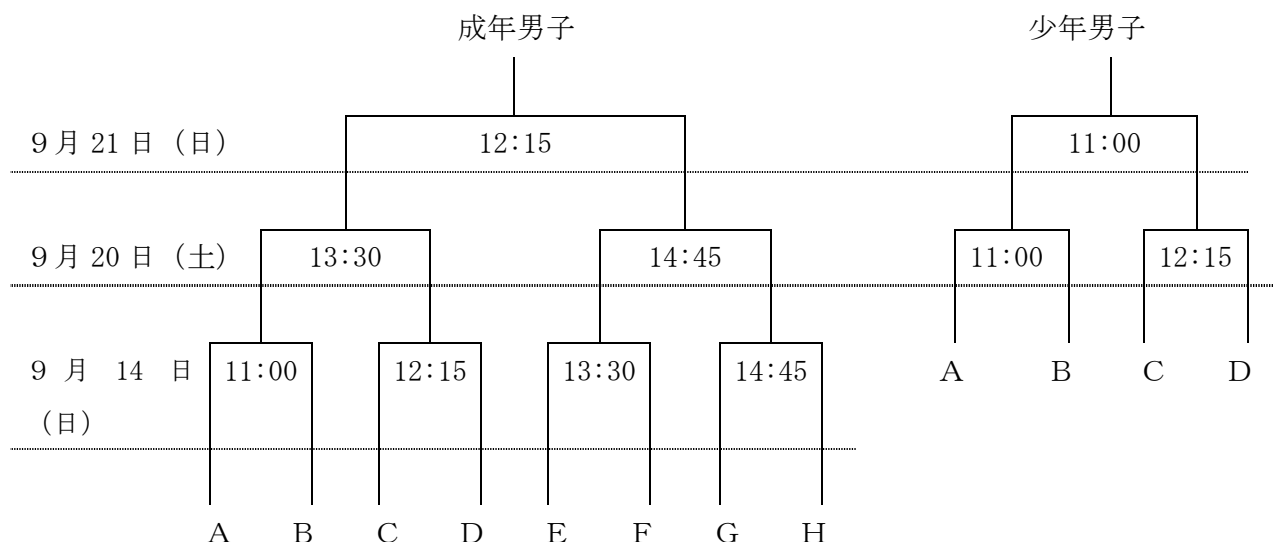 成年男子 少年男子
9月21日（日） 12:15 11:00
9月20日（土） 13:30 14:45 11:00 12:15
9月14日 11:00 12:15 13:30 14:45 A B C D
（日）
A B C D E F G H